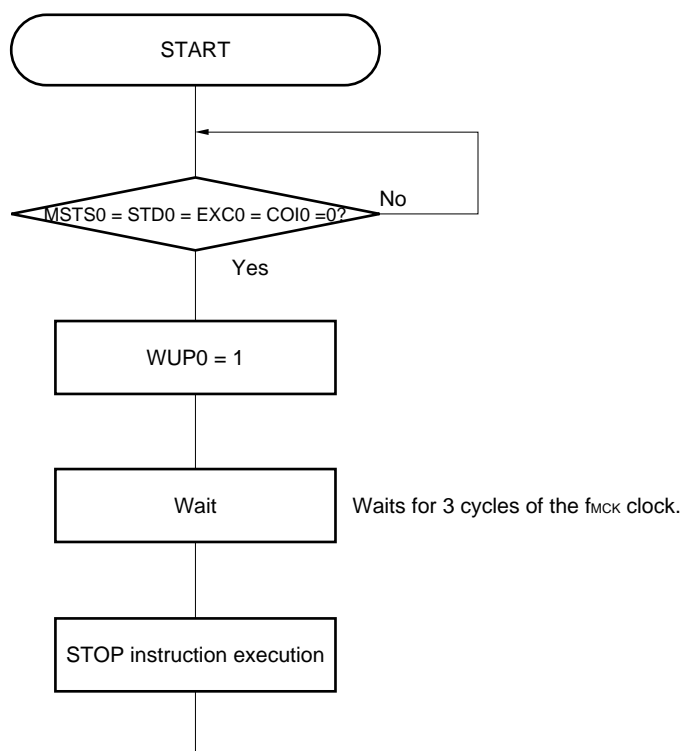 START
No
MSTS0 = STD0 = EXC0 = COI0 =0?
Yes
WUP0 = 1
Wait
Waits for 3 cycles of the fMCK clock.
STOP instruction execution